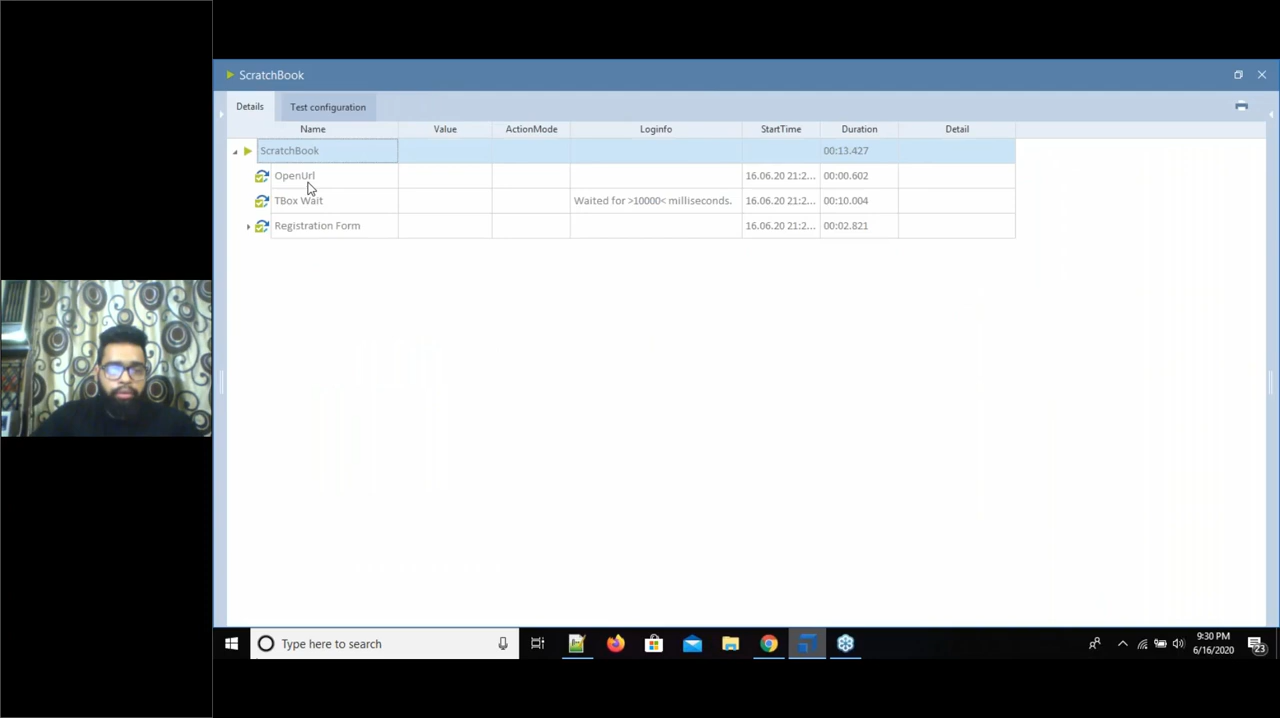 ScratchBook
Details
Test configuration
Name
Value
ActionMode
Loginfo
StartTime
Duration
Detail
ScratchBook
00:13.427
OpenUrl
16.06.20 21:2...
00:00.602
TBox Wait
Waited for >10000< milliseconds.
16.06.20 21:2...
00:10.004
Registration Form
16.06.20 21:2...
00:02.821
Type here to search
9:30 PM
6/16/2020
23